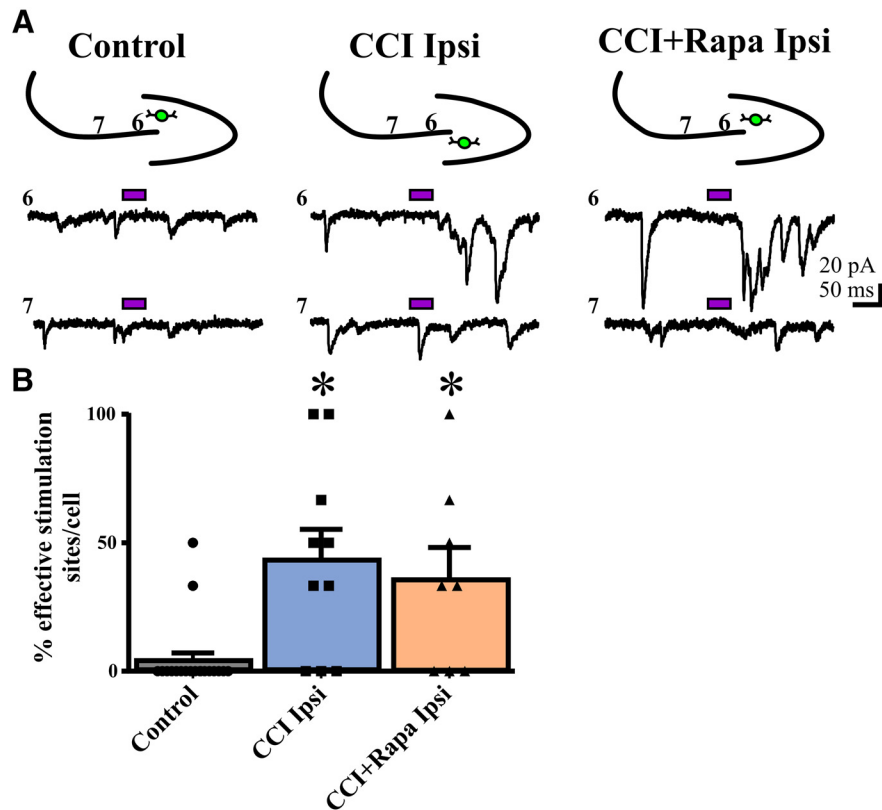 A
Control
CCI Ipsi
CCI+Rapa Ipsi
7 6
7 6
7 6
6
6
6
20 pA
50 ms
7
7
7
B
* *
100
50
0
% effective stimulation
sites/cell
Control
CCI Ipsi
CCI+Rapa Ipsi